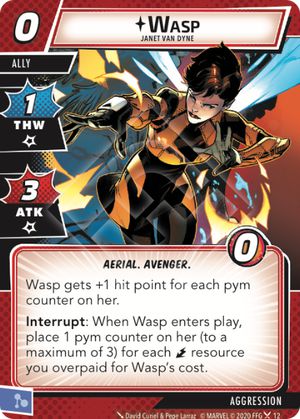 0
Wasp
JANET VAN DYNE
ALLY
1
THW
3
ATK
0
AERIAL. AVENGER.
Wasp gets +1 hit point for each pym
counter on her.
Interrupt: When Wasp enters play,
place 1 pym counter on her (to a
maximum of 3) for each resource
you overpaid for Wasp's cost.
AGGRESSION
David Curiel & Pepe Larraz © MARVEL © 2020 FFG 12